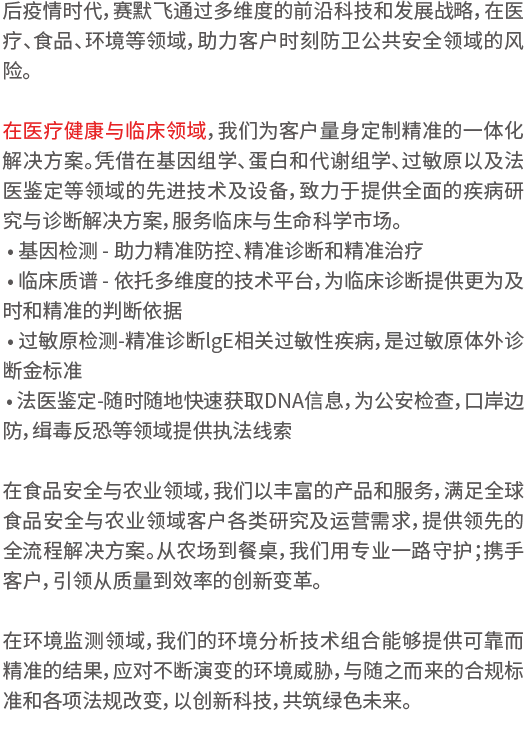 后疫情时代，赛默飞通过多维度的前沿科技和发展战略，在医
疗、食品、环境等领域，助力客户时刻防卫公共安全领域的风
险。
在医疗健康与临床领域，我们为客户量身定制精准的一体化
解决方案。凭借在基因组学、蛋白和代谢组学、过敏原以及法
医鉴定等领域的先进技术及设备，致力于提供全面的疾病研
究与诊断解决方案，服务临床与生命科学市场。
• 基因检测 - 助力精准防控、精准诊断和精准治疗
• 临床质谱 - 依托多维度的技术平台，为临床诊断提供更为及
时和精准的判断依据
• 过敏原检测-精准诊断lgE相关过敏性疾病，是过敏原体外诊
断金标准
• 法医鉴定-随时随地快速获取DNA信息，为公安检查，口岸边
防，缉毒反恐等领域提供执法线索
在食品安全与农业领域，我们以丰富的产品和服务，满足全球
食品安全与农业领域客户各类研究及运营需求，提供领先的
全流程解决方案。从农场到餐桌，我们用专业一路守护；携手
客户，引领从质量到效率的创新变革。
在环境监测领域，我们的环境分析技术组合能够提供可靠而
精准的结果，应对不断演变的环境威胁，与随之而来的合规标
准和各项法规改变，以创新科技，共筑绿色未来。